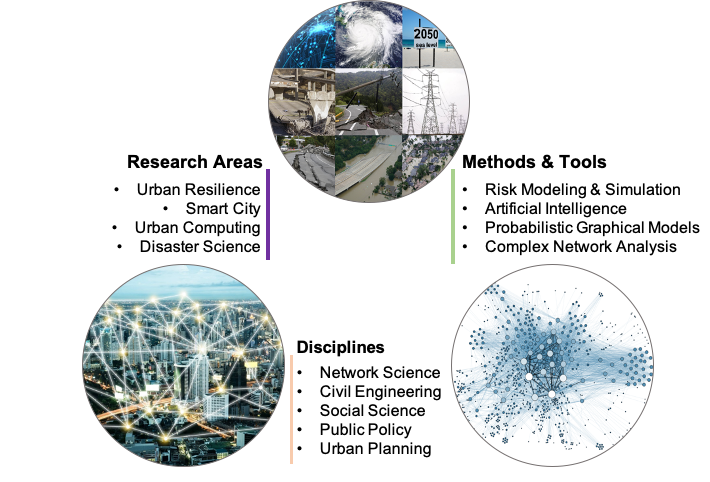 2050
sea level
Research Areas
• Urban Resilience
• Smart City
• Urban Computing
• Disaster Science
Methods & Tools
• Risk Modeling & Simulation
• Artificial Intelligence
• Probabilistic Graphical Models
• Complex Network Analysis
Disciplines
• Network Science
• Civil Engineering
• Social Science
• Public Policy
• Urban Planning